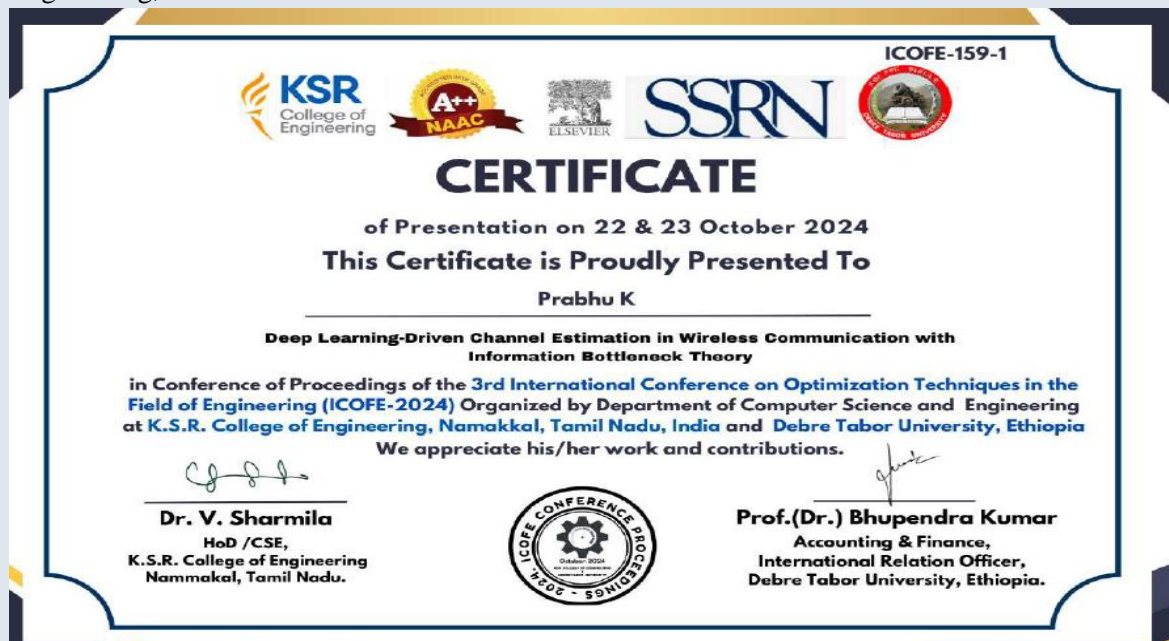 ICOFE-159-1
KSR
College of
Engineering
A++
NAAC
ELSEVIER
SSRN
DEBRE TABOR UNIVERSITY
CERTIFICATE
of Presentation on 22 & 23 October 2024
This Certificate is Proudly Presented To
Prabhu K
Deep Learning-Driven Channel Estimation in Wireless Communication with
Information Bottleneck Theory
in Conference of Proceedings of the 3rd International Conference on Optimization Techniques in the
Field of Engineering (ICOFE-2024) Organized by Department of Computer Science and Engineering
at K.S.R. College of Engineering, Namakkal, Tamil Nadu, India and Debre Tabor University, Ethiopia
We appreciate his/her work and contributions.
Dr. V. Sharmila
HoD /CSE,
K.S.R. College of Engineering
Nammakal, Tamil Nadu.
2024, ICOFE CONFERENCE PROCEEDINGS - 2024
October 2024
Prof.(Dr.) Bhupendra Kumar
Accounting & Finance,
International Relation Officer,
Debre Tabor University, Ethiopia.